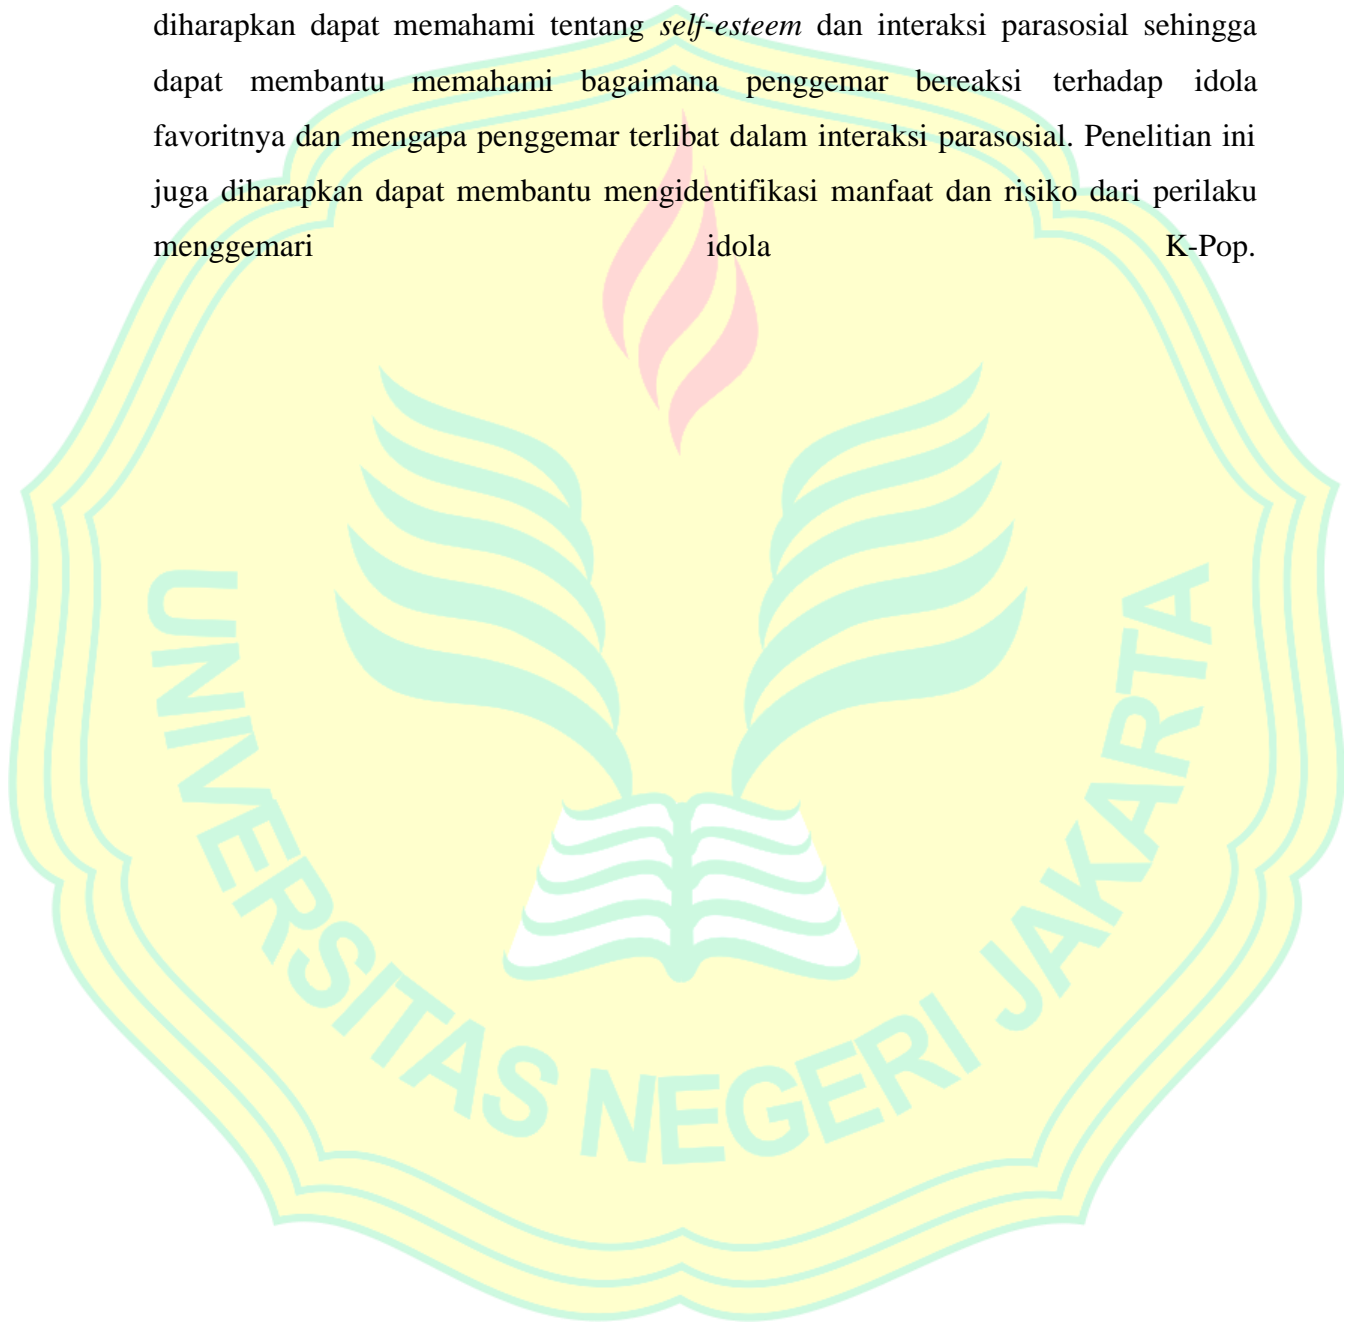 diharapkan dapat memahami tentang self-esteem dan interaksi parasosial sehingga
dapat membantu memahami bagaimana penggemar bereaksi terhadap idola
favoritnya dan mengapa penggemar terlibat dalam interaksi parasosial. Penelitian ini
juga diharapkan dapat membantu mengidentifikasi manfaat dan risiko dari perilaku
menggemari idola K-Pop.
UNIVERSITAS NEGERI JAKARTA